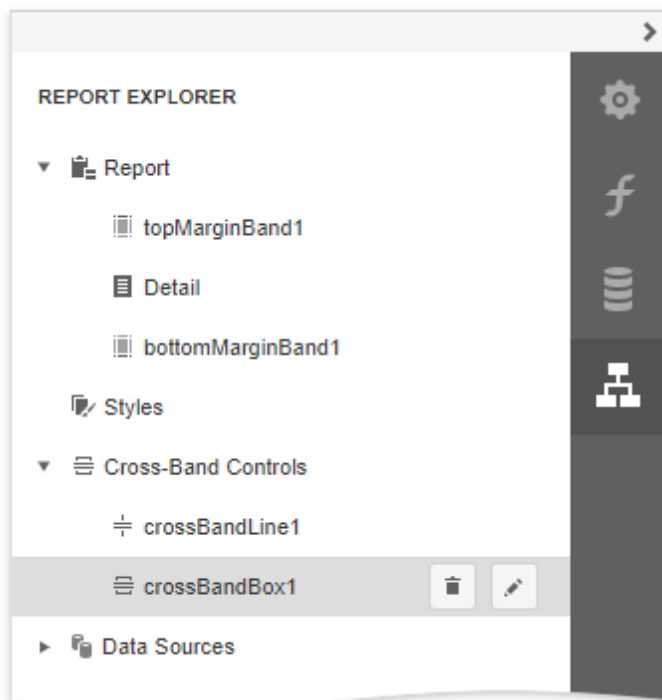 REPORT EXPLORER
Report
topMarginBand1
Detail
bottomMarginBand1
Styles
Cross-Band Controls
crossBandLine1
crossBandBox1
Data Sources